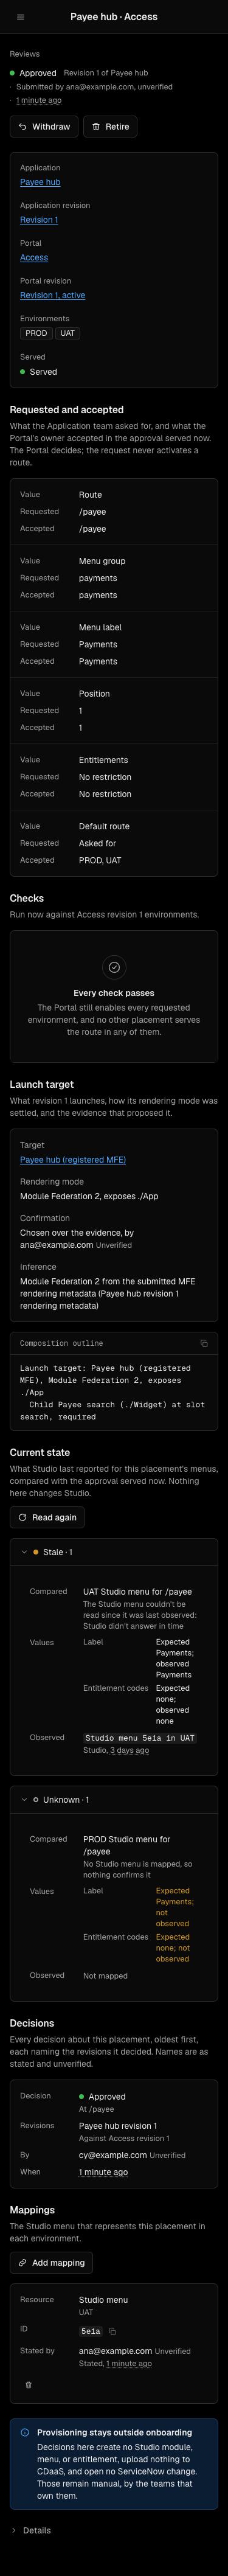 Payee hub · Access
Reviews
Approved Revision 1 of Payee hub
· Submitted by ana@example.com, unverified
· 1 minute ago
Withdraw Retire
Application
Payee hub
Application revision
Revision 1
Portal
Access
Portal revision
Revision 1, active
Environments
PROD UAT
Served
Served
Requested and accepted
What the Application team asked for, and what the
Portal's owner accepted in the approval served now.
The Portal decides; the request never activates a
route.
Value Route
Requested /payee
Accepted /payee
Value Menu group
Requested payments
Accepted payments
Value Menu label
Requested Payments
Accepted Payments
Value Position
Requested 1
Accepted 1
Value Entitlements
Requested No restriction
Accepted No restriction
Value Default route
Requested Asked for
Accepted PROD, UAT
Checks
Run now against Access revision 1 environments.
Every check passes
The Portal still enables every requested
environment, and no other placement serves
the route in any of them.
Launch target
What revision 1 launches, how its rendering mode was
settled, and the evidence that proposed it.
Target
Payee hub (registered MFE)
Rendering mode
Module Federation 2, exposes ./App
Confirmation
Chosen over the evidence, by
ana@example.com Unverified
Inference
Module Federation 2 from the submitted MFE
rendering metadata (Payee hub revision 1
rendering metadata)
Composition outline
Launch target: Payee hub (registered
MFE), Module Federation 2, exposes
./App
Child Payee search (./Widget) at slot
search, required
Current state
What Studio last reported for this placement's menus,
compared with the approval served now. Nothing
here changes Studio.
Read again
Stale · 1
Compared UAT Studio menu for /payee
The Studio menu couldn't be
read since it was last observed:
Studio didn't answer in time
Values Label Expected
Payments;
observed
Payments
Entitlement codes Expected
none;
observed
none
Observed Studio menu 5e1a in UAT
Studio, 3 days ago
Unknown · 1
Compared PROD Studio menu for
/payee
No Studio menu is mapped, so
nothing confirms it
Values Label Expected
Payments;
not
observed
Entitlement codes Expected
none; not
observed
Observed Not mapped
Decisions
Every decision about this placement, oldest first,
each naming the revisions it decided. Names are as
stated and unverified.
Decision Approved
At /payee
Revisions Payee hub revision 1
Against Access revision 1
By cy@example.com Unverified
When 1 minute ago
Mappings
The Studio menu that represents this placement in
each environment.
Add mapping
Resource Studio menu
UAT
ID 5e1a
Stated by ana@example.com Unverified
Stated, 1 minute ago
Provisioning stays outside onboarding
Decisions here create no Studio module,
menu, or entitlement, upload nothing to
CDaaS, and open no ServiceNow change.
Those remain manual, by the teams that
own them.
Details